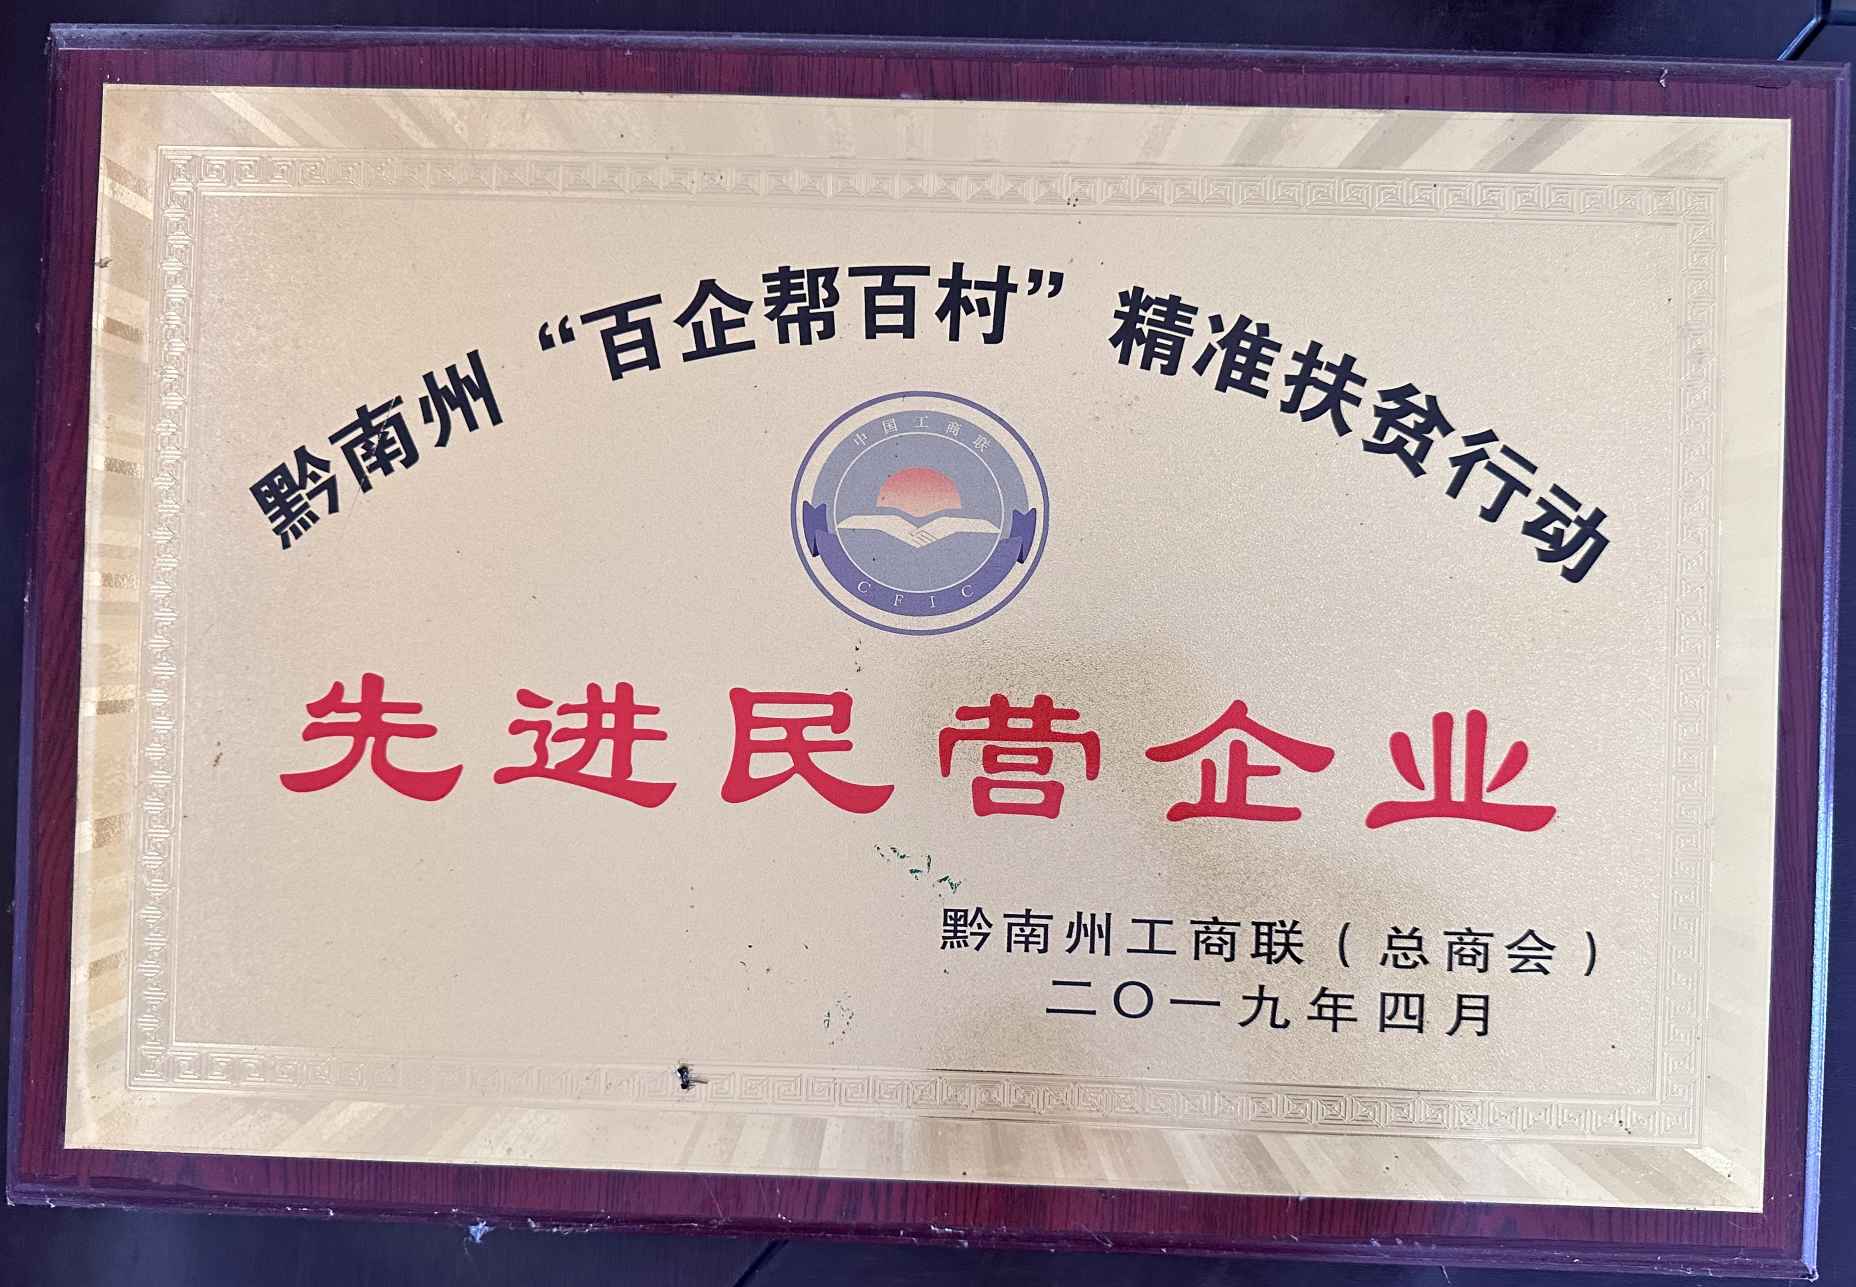 黔南州“百企帮百村”精准扶贫行动
中国工商联
CFIC
先进民营企业
黔南州工商联（总商会）
二〇一九年四月